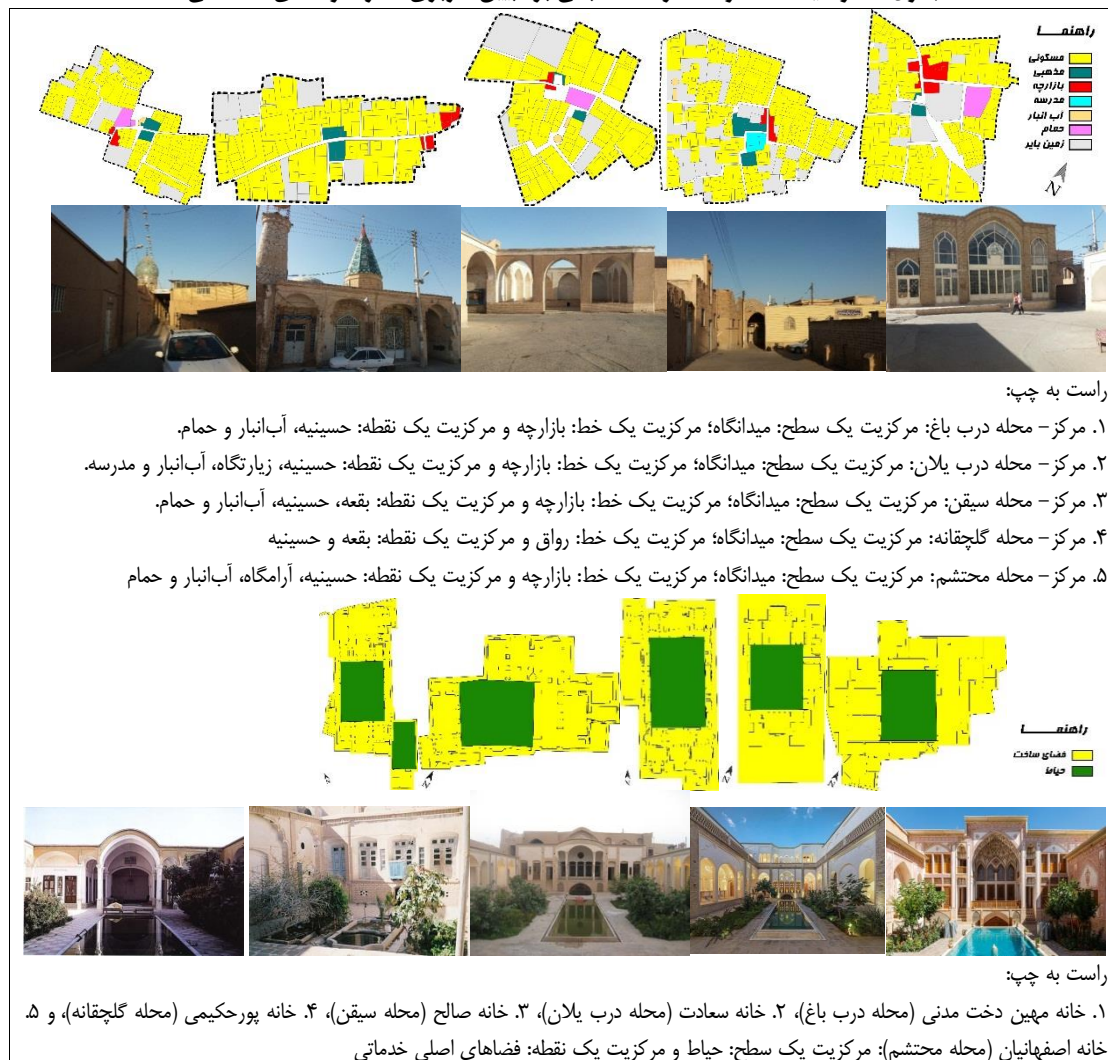 راهنمــــا
مسکونی
مذهبی
بازارچه
مدرسه
آب انبار
حمام
زمین بایر
N
راست به چپ:
۱. مرکز- محله درب باغ: مرکزیت یک سطح: میدانگاه؛ مرکزیت یک خط: بازارچه و مرکزیت یک نقطه: حسینیه، آب‌انبار و حمام.
۲. مرکز- محله درب یلان: مرکزیت یک سطح: میدانگاه؛ مرکزیت یک خط: بازارچه و مرکزیت یک نقطه: حسینیه، زیارتگاه، آب‌انبار و مدرسه.
۳. مرکز- محله سیقن: مرکزیت یک سطح: میدانگاه؛ مرکزیت یک خط: بازارچه و مرکزیت یک نقطه: بقعه، حسینیه، آب‌انبار و حمام.
۴. مرکز- محله گلچقانه: مرکزیت یک سطح: میدانگاه؛ مرکزیت یک خط: رواق و مرکزیت یک نقطه: بقعه و حسینیه
۵. مرکز- محله محتشم: مرکزیت یک سطح: میدانگاه؛ مرکزیت یک خط: بازارچه و مرکزیت یک نقطه: حسینیه، آرامگاه، آب‌انبار و حمام
راهنمــــا
فضای ساخت
حیاط
راست به چپ:
۱. خانه مهین دخت مدنی (محله درب باغ)، ۲. خانه سعادت (محله درب یلان)، ۳. خانه صالح (محله سیقن)، ۴. خانه پورحکیمی (محله گلچقانه)، و ۵.
خانه اصفهانیان (محله محتشم): مرکزیت یک سطح: حیاط و مرکزیت یک نقطه: فضاهای اصلی خدماتی